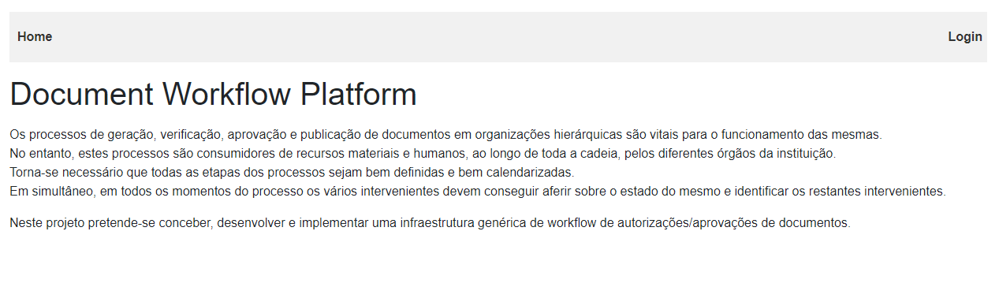 Home
Login
Document Workflow Platform
Os processos de geração, verificação, aprovação e publicação de documentos em organizações hierárquicas são vitais para o funcionamento das mesmas.
No entanto, estes processos são consumidores de recursos materiais e humanos, ao longo de toda a cadeia, pelos diferentes órgãos da instituição.
Torna-se necessário que todas as etapas dos processos sejam bem definidas e bem calendarizadas.
Em simultâneo, em todos os momentos do processo os vários intervenientes devem conseguir aferir sobre o estado do mesmo e identificar os restantes intervenientes.
Neste projeto pretende-se conceber, desenvolver e implementar uma infraestrutura genérica de workflow de autorizações/aprovações de documentos.